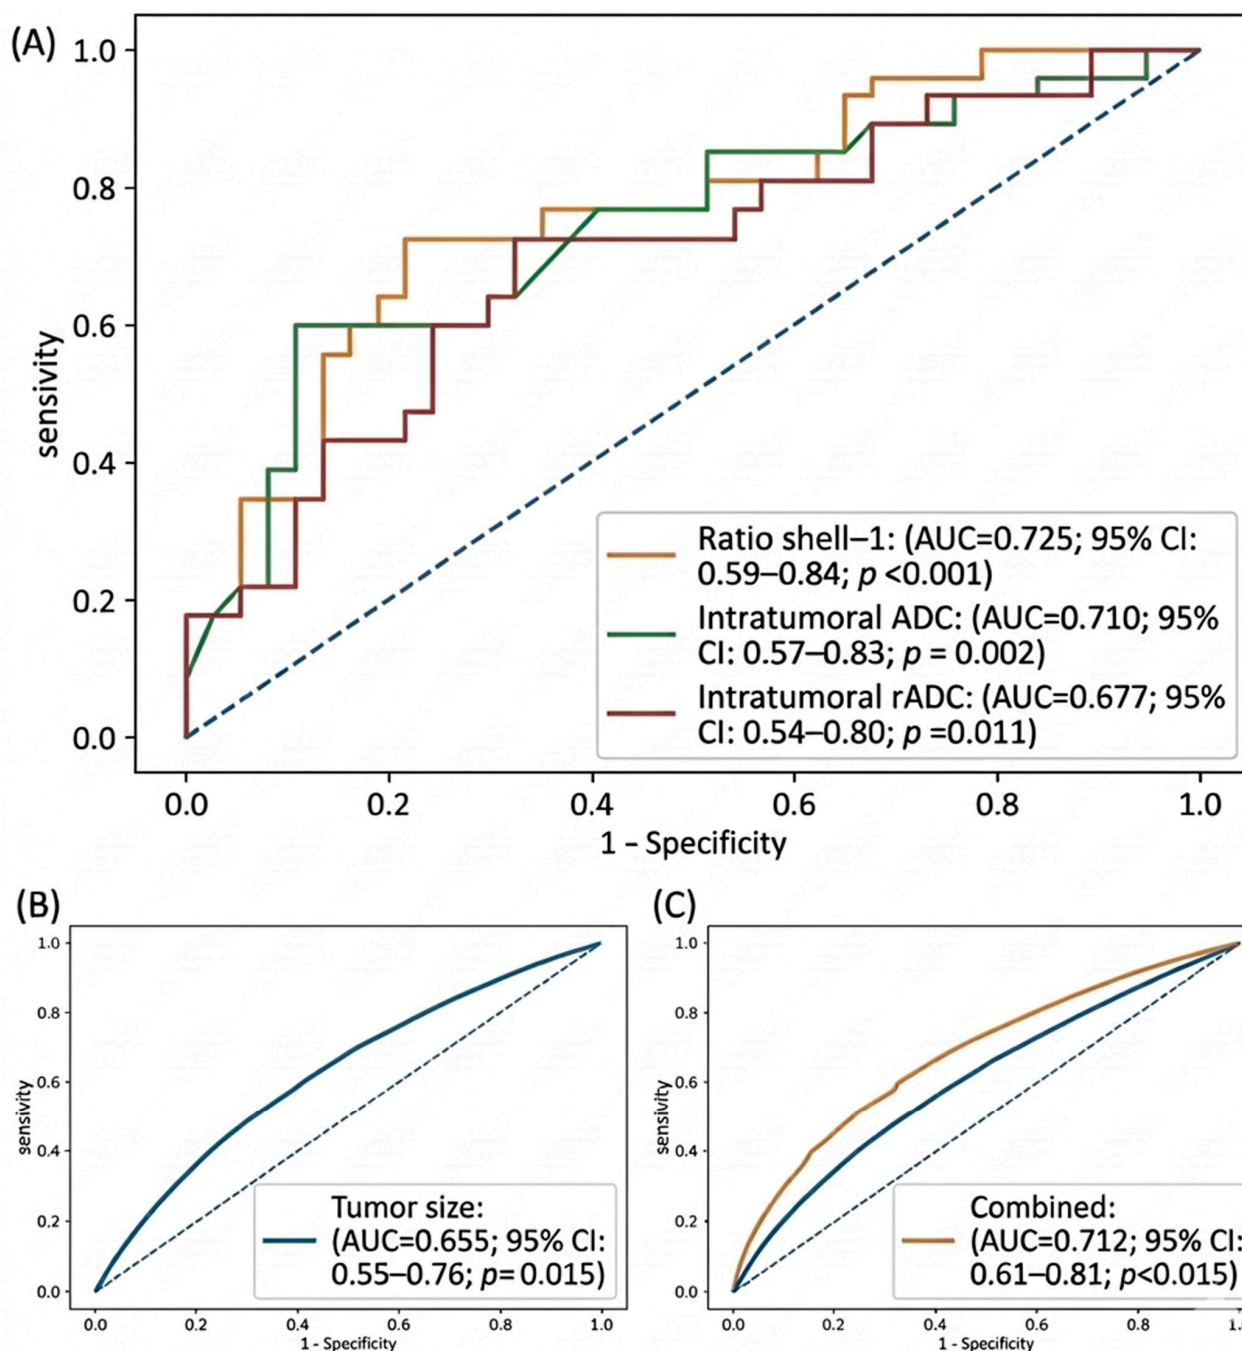 (A)
1.0
0.8
0.6
0.4
0.2
0.0
sensivity
0.0 0.2 0.4 0.6 0.8 1.0
1 – Specificity
Ratio shell–1: (AUC=0.725; 95% CI:
0.59–0.84; p <0.001)
Intratumoral ADC: (AUC=0.710; 95%
CI: 0.57–0.83; p = 0.002)
Intratumoral rADC: (AUC=0.677; 95%
CI: 0.54–0.80; p =0.011)
(B)
1.0
0.8
0.6
0.4
0.2
0.0
sensivity
0.0 0.2 0.4 0.6 0.8 1.0
1 - Specificity
Tumor size:
(AUC=0.655; 95% CI:
0.55–0.76; p=0.015)
(C)
1.0
0.8
0.6
0.4
0.2
0.0
sensivity
0.0 0.2 0.4 0.6 0.8 1.
1 - Specificity
Combined:
(AUC=0.712; 95% CI:
0.61–0.81; p<0.015)